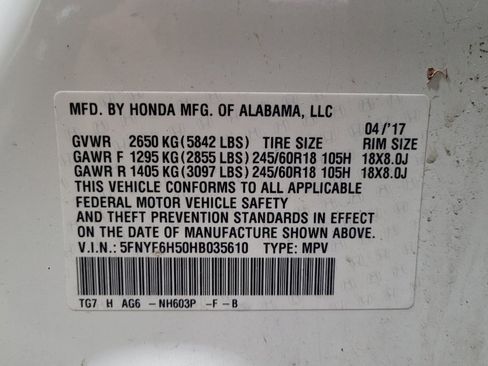 MFD. BY HONDA MFG. OF ALABAMA, LLC
04/'17
GVWR 2650 KG(5842 LBS) TIRE SIZE RIM SIZE
GAWR F 1295 KG(2855 LBS) 245/60R18 105H 18X8.0J
GAWR R 1405 KG(3097 LBS) 245/60R18 105H 18X8.0J
THIS VEHICLE CONFORMS TO ALL APPLICABLE
FEDERAL MOTOR VEHICLE SAFETY
AND THEFT PREVENTION STANDARDS IN EFFECT
ON DATE OF MANUFACTURE SHOWN ABOVE.
V.I.N.: 5FNYF6H50HB035610 TYPE: MPV
TG7 H AG6 -NH603P -F -B